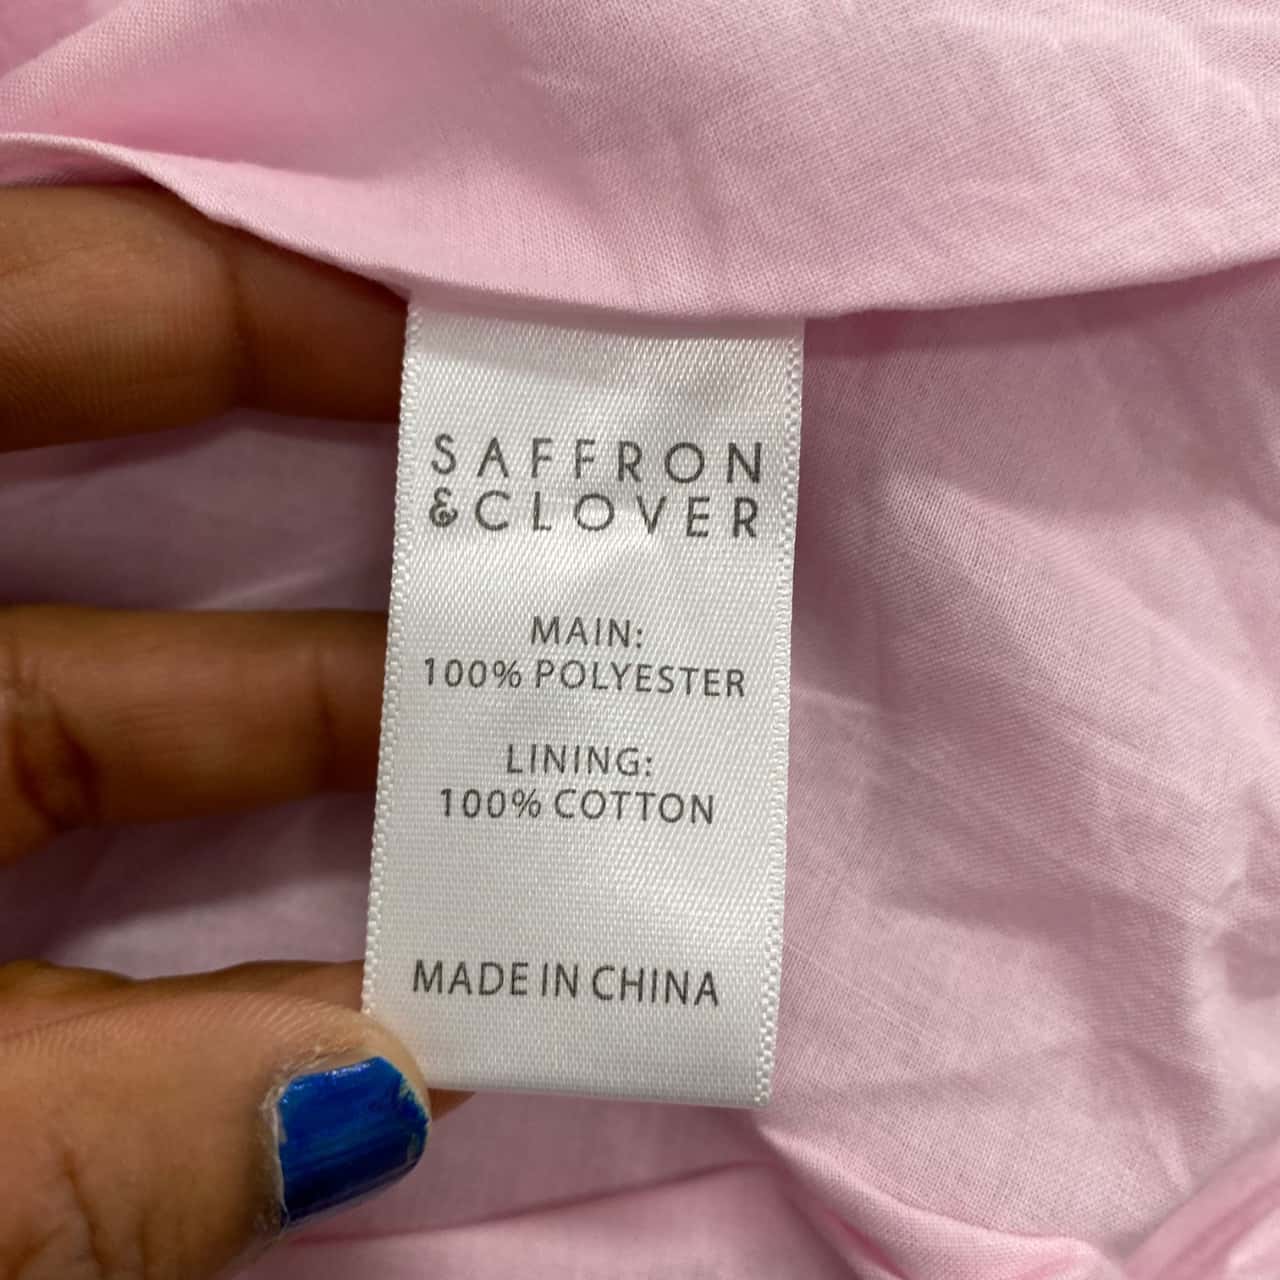 SAFFRON
&CLOVER
MAIN:
100% POLYESTER
LINING:
100% COTTON
MADE IN CHINA